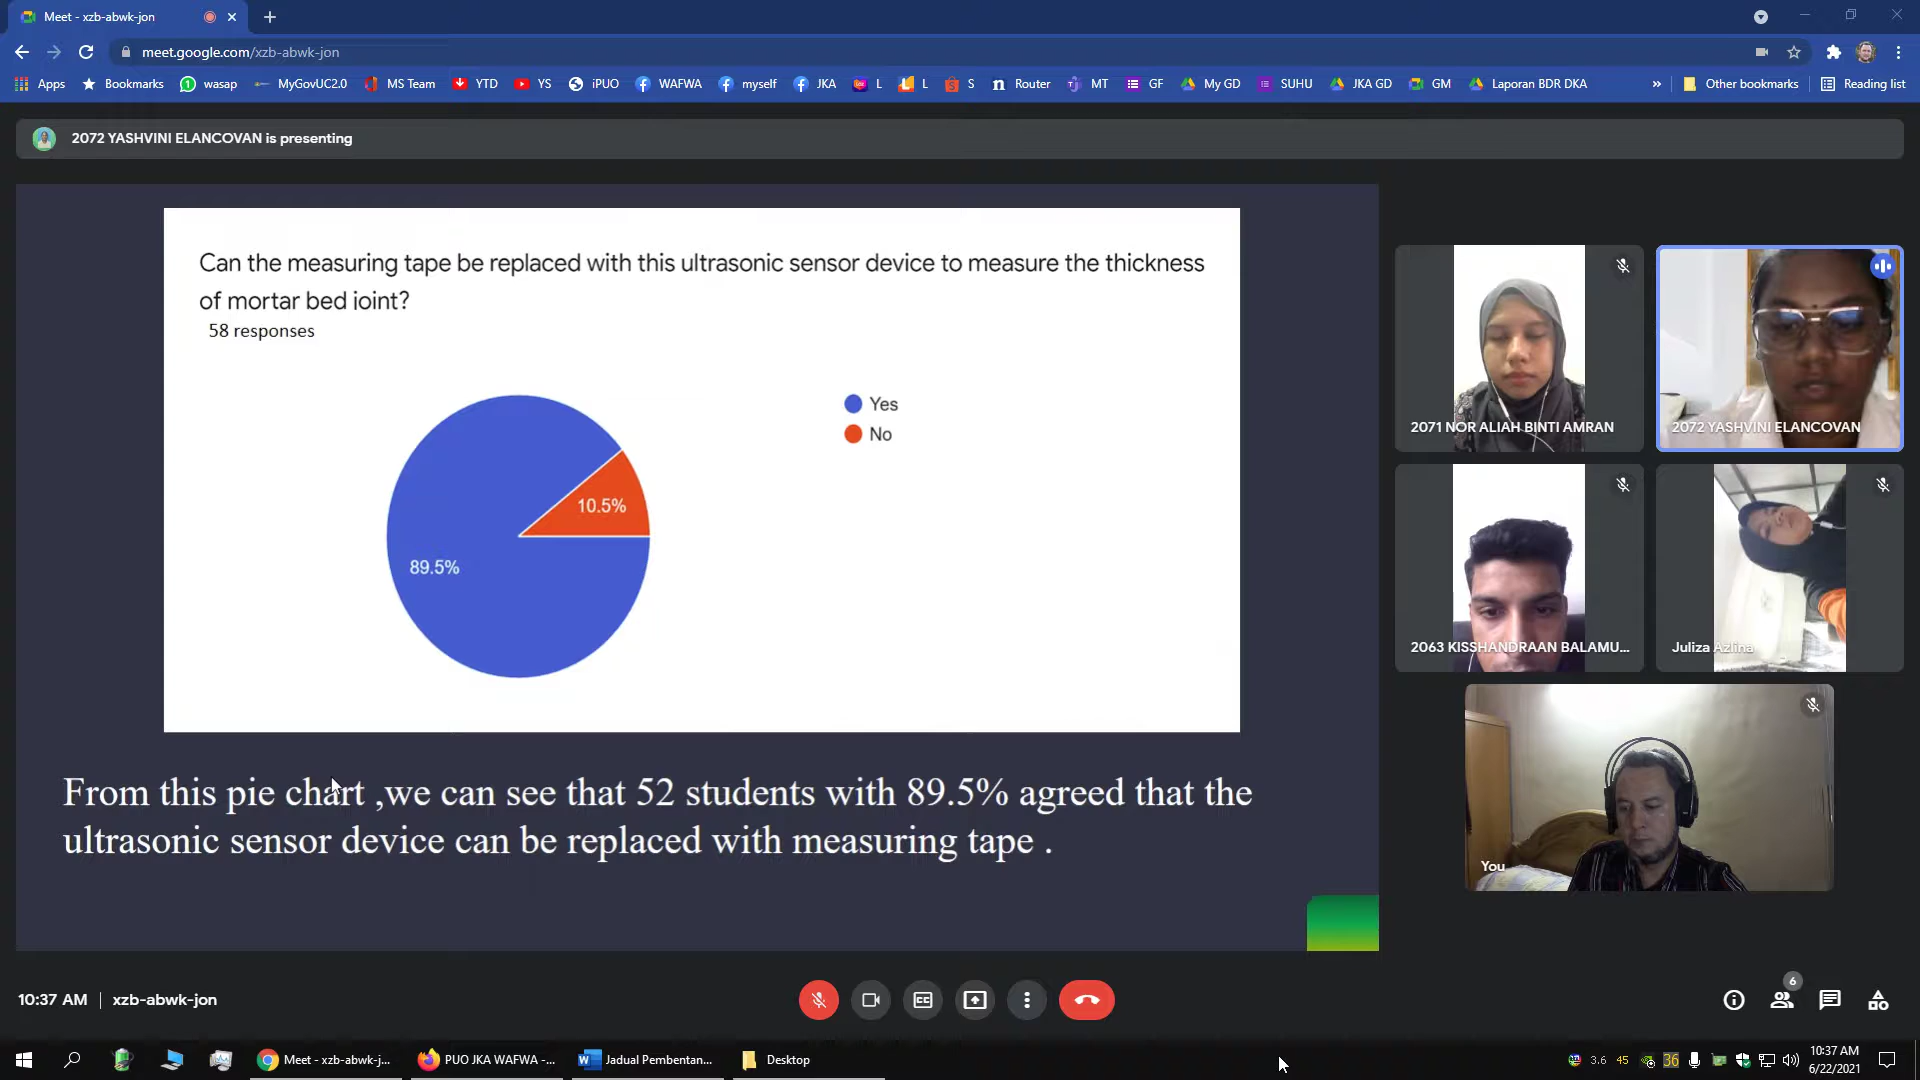 Meet - xzb-abwk-jon
meet.google.com/xzb-abwk-jon
Apps Bookmarks wasap MyGovUC2.0 MS Team YTD YS iPUO WAFWA myself JKA L L S Router MT GF My GD SUHU JKA GD GM Laporan BDR DKA » Other bookmarks Reading list
2072 YASHVINI ELANCOVAN is presenting
Can the measuring tape be replaced with this ultrasonic sensor device to measure the thickness
of mortar bed ioint?
58 responses
Yes
No
10.5%
89.5%
From this pie chart ,we can see that 52 students with 89.5% agreed that the
ultrasonic sensor device can be replaced with measuring tape .
2071 NOR ALIAH BINTI AMRAN
2072 YASHVINI ELANCOVAN
2063 KISSHANDRAAN BALAMU...
Juliza Azlina
You
10:37 AM | xzb-abwk-jon
CC
6
Meet - xzb-abwk-j...
PUO JKA WAFWA -...
Jadual Pembentan...
Desktop
3.6 45 36
10:37 AM
6/22/2021